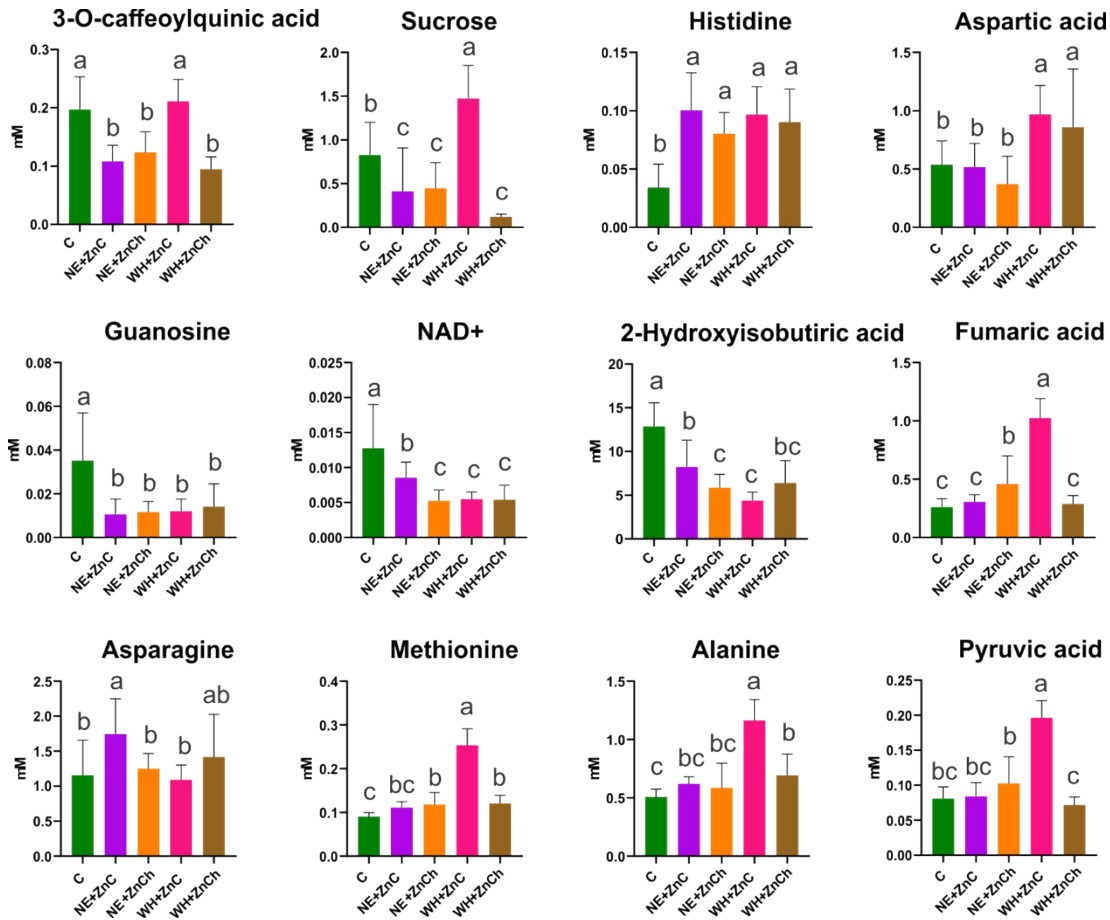 3-O-caffeoylquinic acid
0.3
0.2
0.1
0.0
mM
a
b
b
a
b
C
NE+ZnC
NE+ZnCh
WH+ZnC
WH+ZnCh
Sucrose
2.0
1.5
1.0
0.5
0.0
mM
b
c
c
a
c
C
NE+ZnC
NE+ZnCh
WH+ZnC
WH+ZnCh
Histidine
0.15
0.10
0.05
0.00
mM
b
a
a
a
a
C
NE+ZnC
NE+ZnCh
WH+ZnC
WH+ZnCh
Aspartic acid
1.5
1.0
0.5
0.0
mM
b
b
b
a
a
C
NE+ZnC
NE+ZnCh
WH+ZnC
WH+ZnCh
Guanosine
0.08
0.06
0.04
0.02
0.00
mM
a
b
b
b
b
C
NE+ZnC
NE+ZnCh
WH+ZnC
WH+ZnCh
NAD+
0.025
0.020
0.015
0.010
0.005
0.000
mM
a
b
c
c
c
C
NE+ZnC
NE+ZnCh
WH+ZnC
WH+ZnCh
2-Hydroxyisobutiric acid
20
15
10
5
0
mM
a
b
c
c
bc
C
NE+ZnC
NE+ZnCh
WH+ZnC
WH+ZnCh
Fumaric acid
1.5
1.0
0.5
0.0
mM
c
c
b
a
c
C
NE+ZnC
NE+ZnCh
WH+ZnC
WH+ZnCh
Asparagine
2.5
2.0
1.5
1.0
0.5
0.0
mM
b
a
b
b
ab
C
NE+ZnC
NE+ZnCh
WH+ZnC
WH+ZnCh
Methionine
0.4
0.3
0.2
0.1
0.0
mM
c
bc
b
a
b
C
NE+ZnC
NE+ZnCh
WH+ZnC
WH+ZnCh
Alanine
1.5
1.0
0.5
0.0
mM
c
bc
bc
a
b
C
NE+ZnC
NE+ZnCh
WH+ZnC
WH+ZnCh
Pyruvic acid
0.25
0.20
0.15
0.10
0.05
0.00
mM
bc
bc
b
a
c
C
NE+ZnC
NE+ZnCh
WH+ZnC
WH+ZnCh